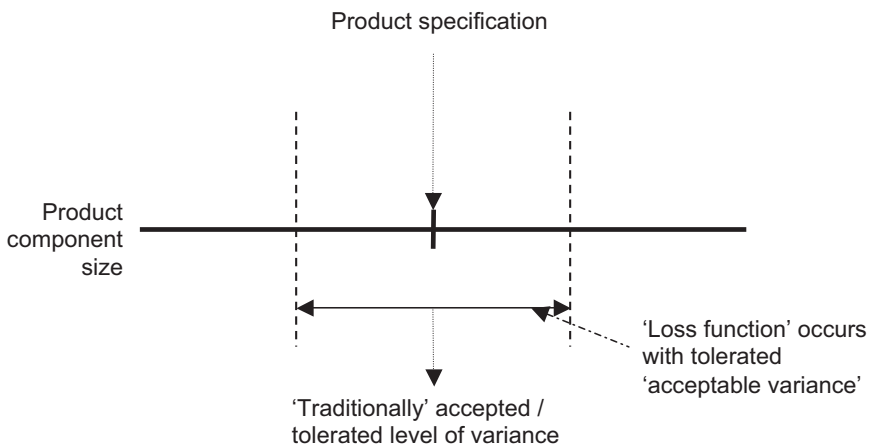 Product specification
Product
component
size
‘Loss function’ occurs
with tolerated
‘acceptable variance’
‘Traditionally’ accepted /
tolerated level of variance